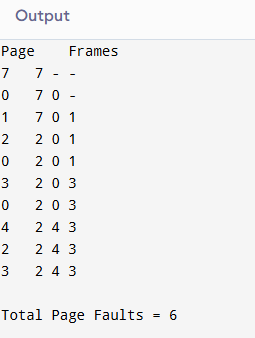 Output
Page    Frames
7   7 - -
0   7 0 -
1   7 0 1
2   2 0 1
0   2 0 1
3   2 0 3
0   2 0 3
4   2 4 3
2   2 4 3
3   2 4 3
Total Page Faults = 6